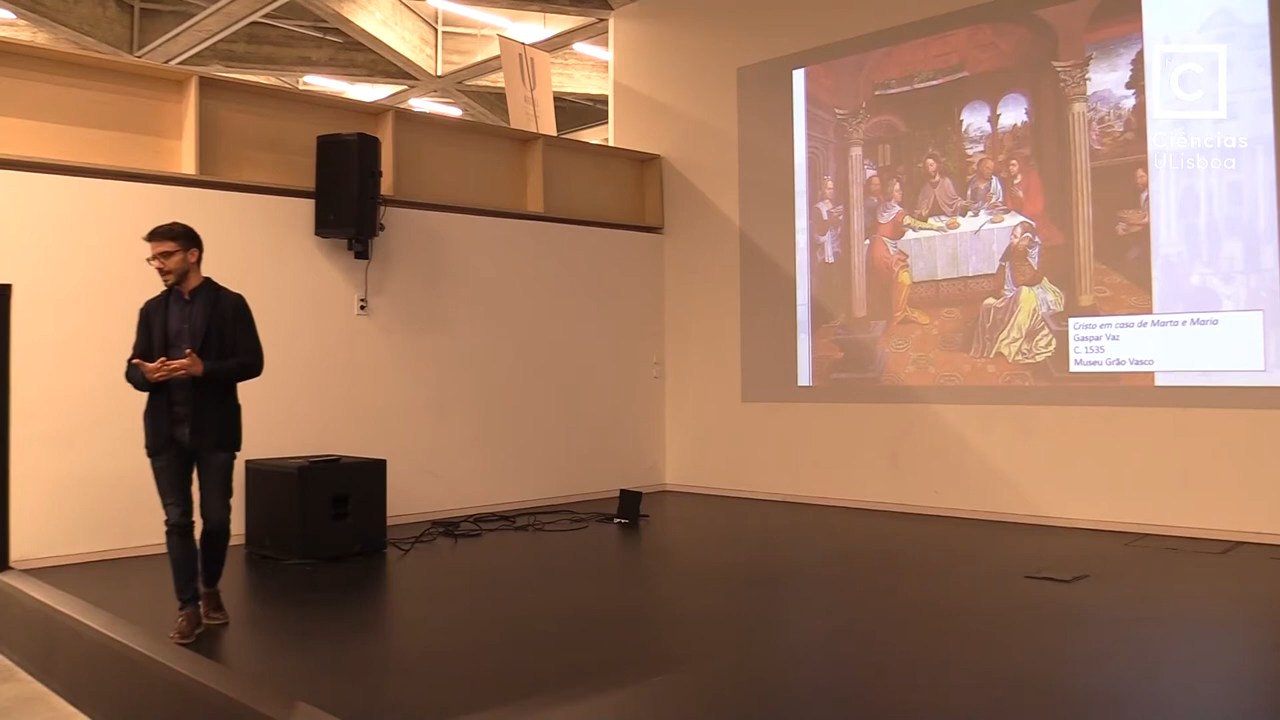 C
Ciências
ULisboa
Cristo em casa de Marta e Maria
Gaspar Vaz
C. 1535
Museu Grão Vasco